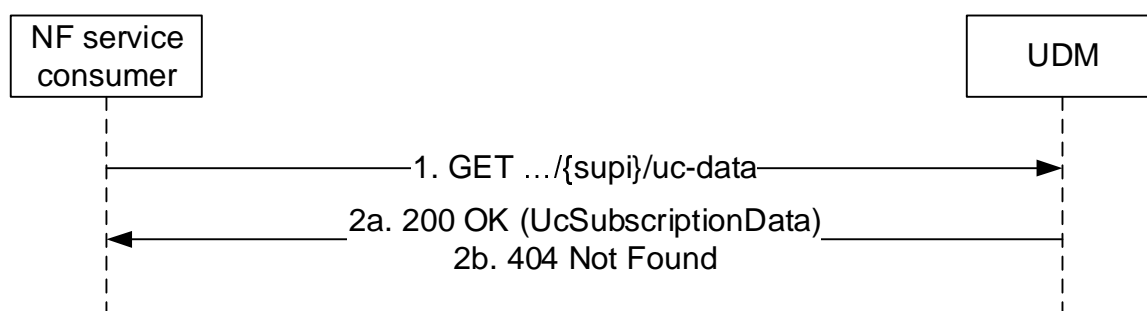 NF service
consumer
UDM
1. GET …/{supi}/uc-data
2a. 200 OK (UcSubscriptionData)
2b. 404 Not Found